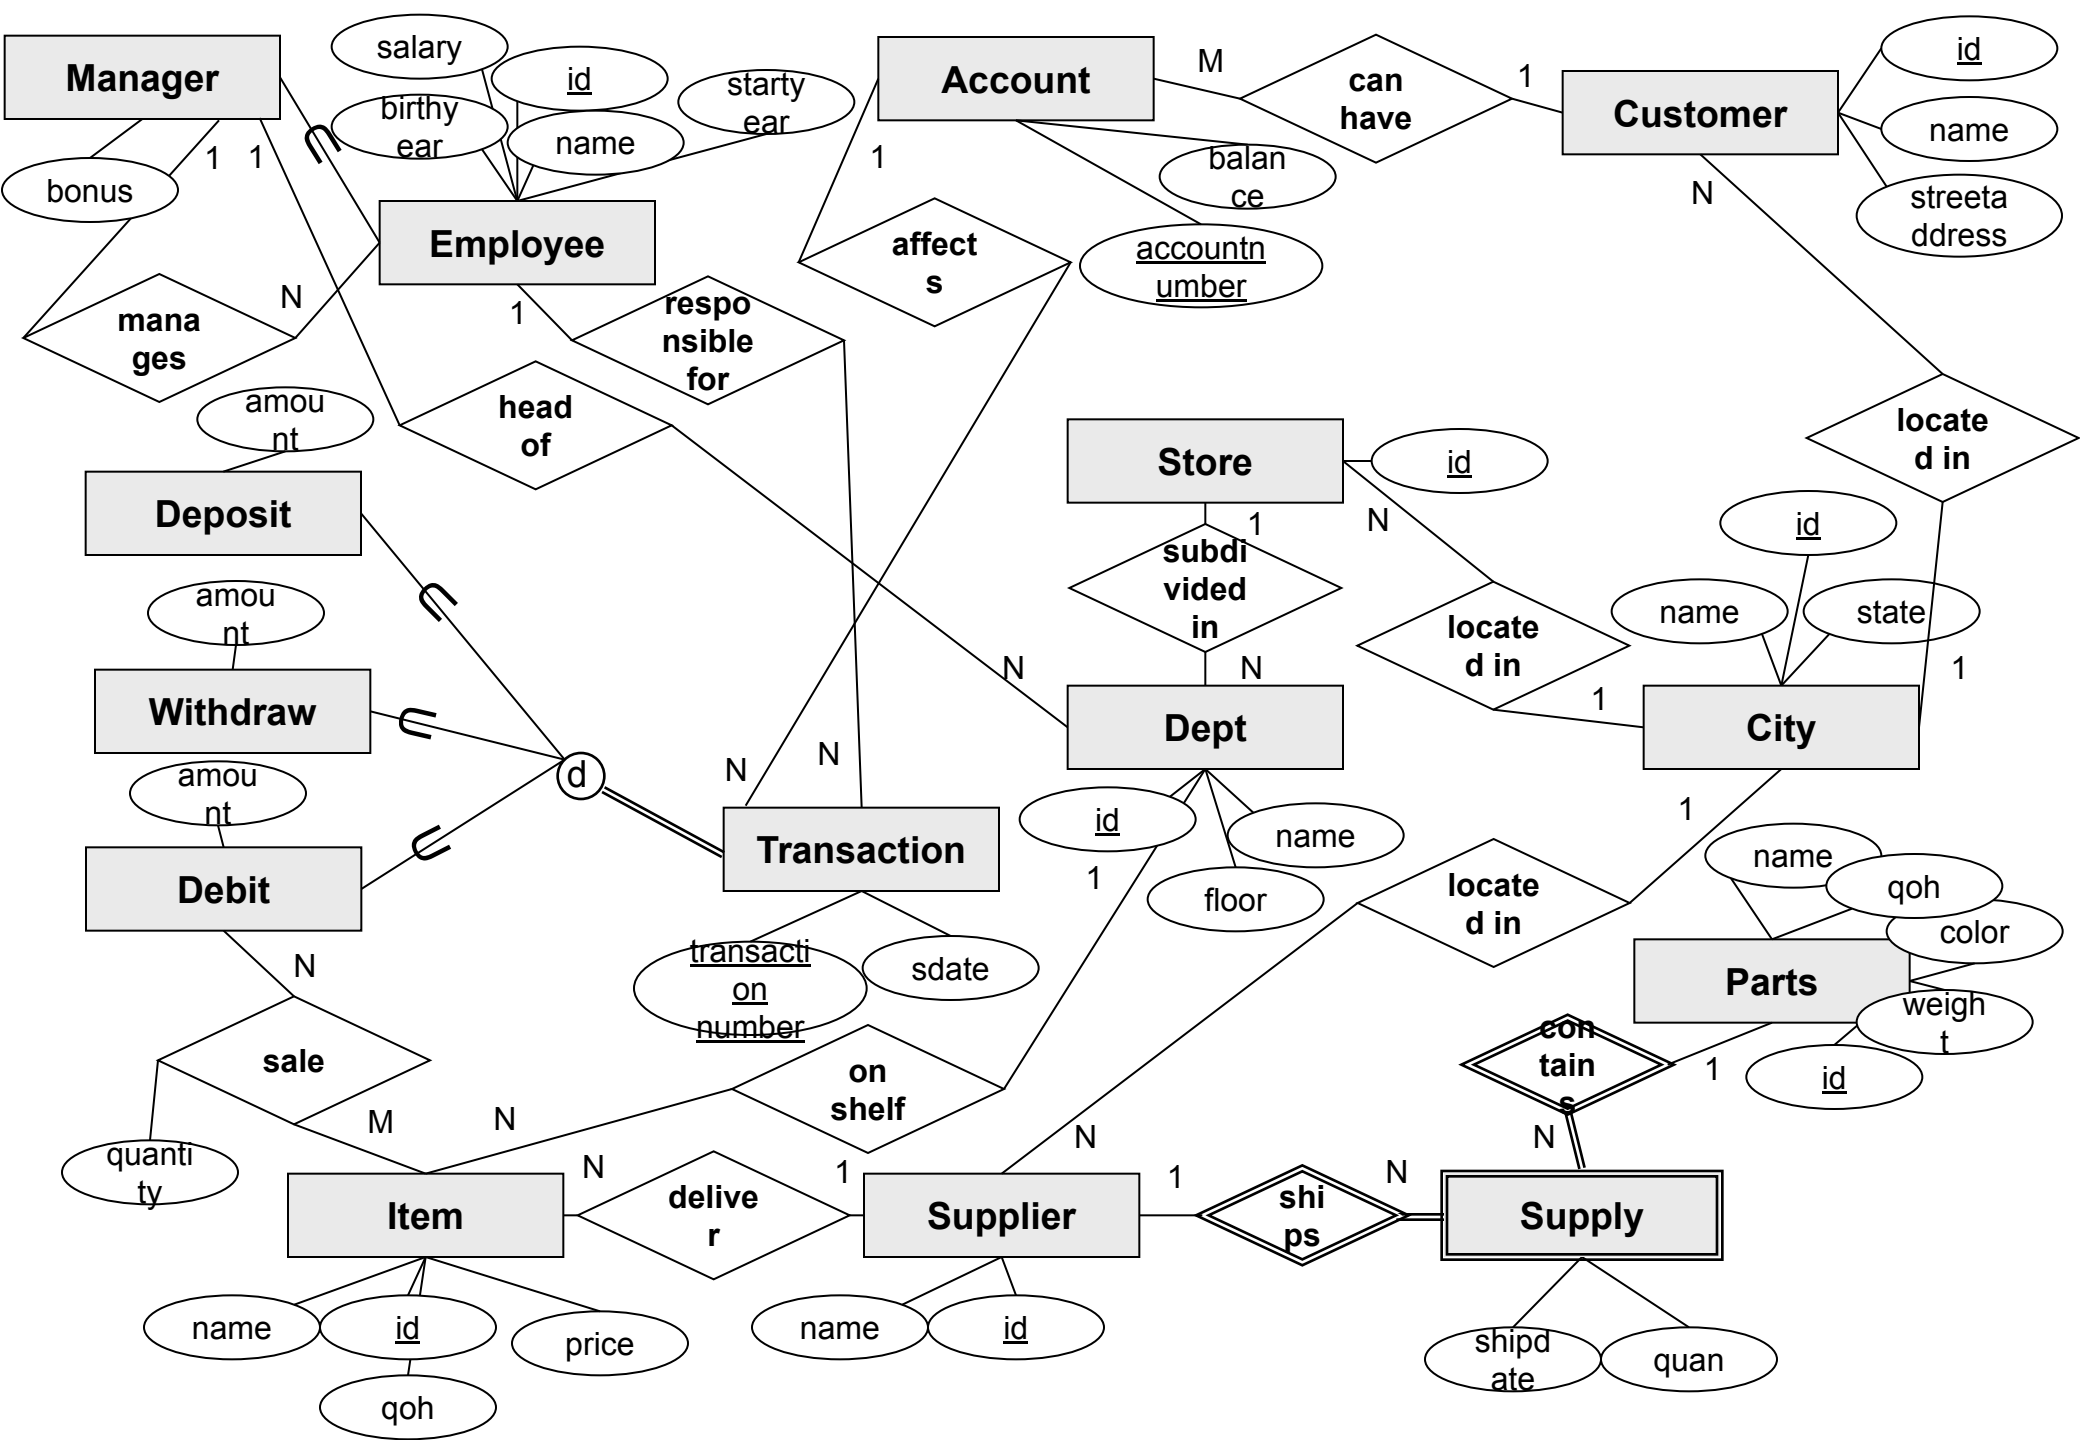 Manager
salary
id
birthy
ear
name
starty
ear
Account
M
can
have
1
Customer
id
name
streeta
ddress
bonus
1
1
Employee
1
affect
s
balan
ce
accountn
umber
N
mana
ges
N
1
respo
nsible
for
head
of
amou
nt
Deposit
Store
id
locate
d in
1
N
subdi
vided
in
N
id
name
state
locate
d in
1
1
amou
nt
Withdraw
N
Dept
City
amou
nt
d
N
N
Debit
Transaction
id
name
floor
1
1
locate
d in
name
qoh
color
Parts
weigh
t
id
N
transacti
on
number
sdate
sale
M
quanti
ty
on
shelf
N
con
tain
s
1
N
N
Item
N
delive
r
1
Supplier
1
shi
ps
N
Supply
name
id
price
qoh
name
id
shipd
ate
quan